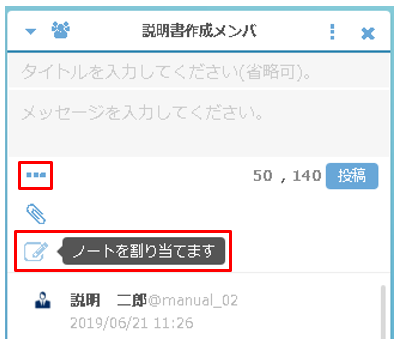 説明書作成メンバ
タイトルを入力してください(省略可)。
メッセージを入力してください。
50 , 140 投稿
ノートを割り当てます
説明　二郎@manual_02
2019/06/21 11:26